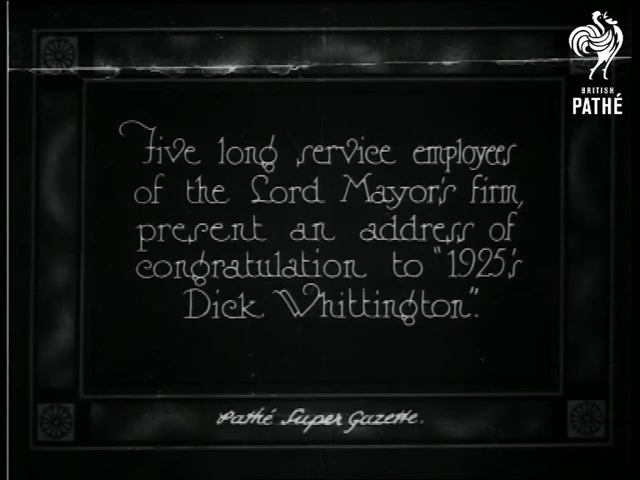 BRITISH
PATHÉ
Five long service employees
of the Lord Mayor's firm,
present an address of
congratulation to "1925's
Dick Whittington".
Pathé Super Gazette.